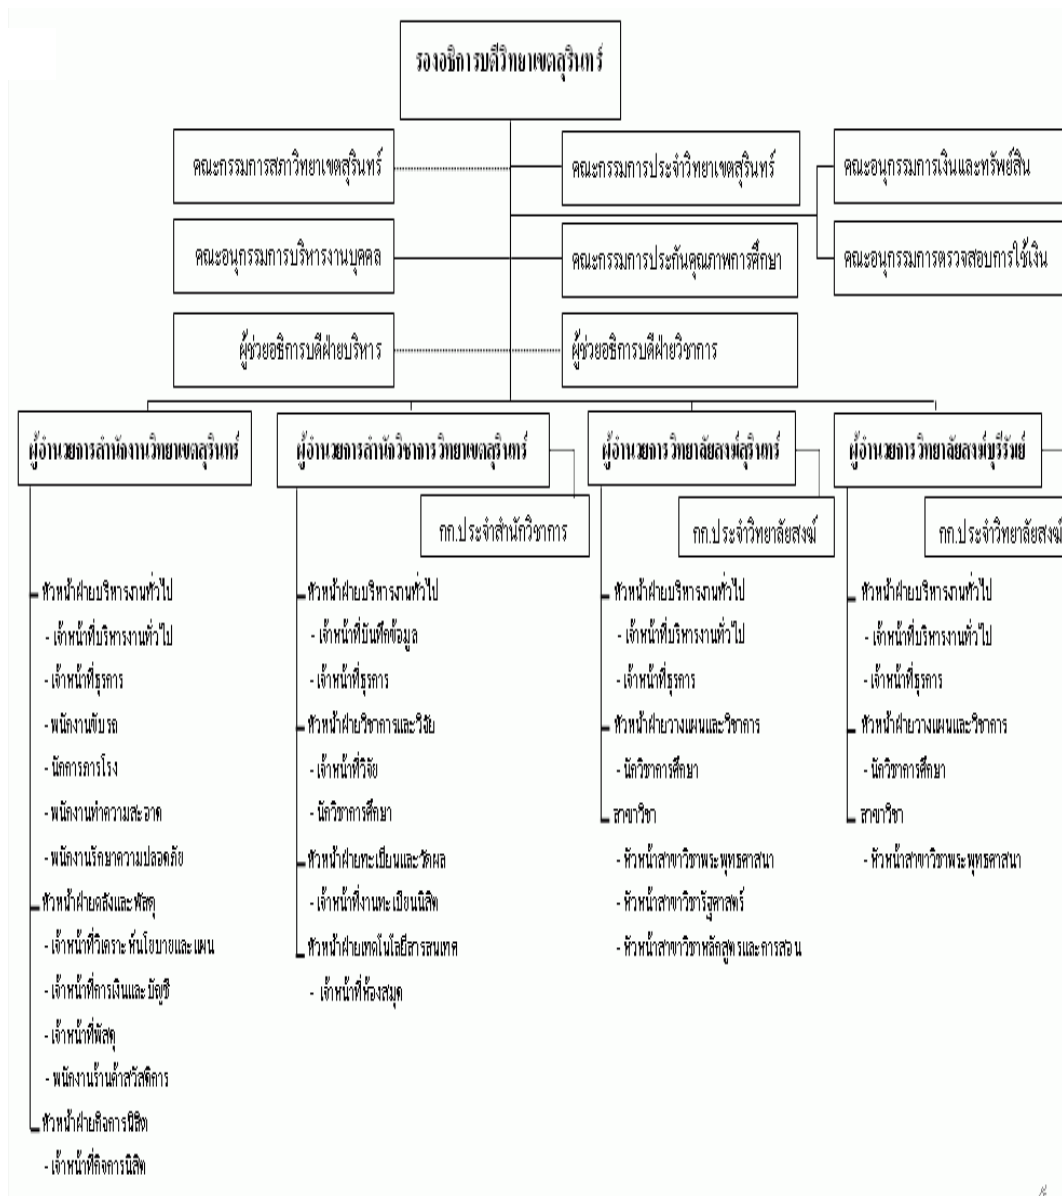 รองอธิการบดีวิทยาเขตสุรินทร์
คณะกรรมการสภาวิทยาเขตสุรินทร์
คณะกรรมการประจำวิทยาเขตสุรินทร์
คณะอนุกรรมการเงินและทรัพย์สิน
คณะอนุกรรมการบริหารงานบุคคล
คณะกรรมการประกันคุณภาพการศึกษา
คณะอนุกรรมการตรวจสอบการใช้เงิน
ผู้ช่วยอธิการบดีฝ่ายบริหาร
ผู้ช่วยอธิการบดีฝ่ายวิชาการ
ผู้อำนวยการสำนักงานวิทยาเขตสุรินทร์
หัวหน้าฝ่ายบริหารงานทั่วไป
- เจ้าหน้าที่บริหารงานทั่วไป
- เจ้าหน้าที่ธุรการ
- พนักงานขับรถ
- นักการภารโรง
- พนักงานทำความสะอาด
- พนักงานรักษาความปลอดภัย
หัวหน้าฝ่ายคลังและพัสดุ
- เจ้าหน้าที่วิเคราะห์นโยบายและแผน
- เจ้าหน้าที่การเงินและบัญชี
- เจ้าหน้าที่พัสดุ
- พนักงานร้านค้าสวัสดิการ
หัวหน้าฝ่ายกิจการนิสิต
- เจ้าหน้าที่กิจการนิสิต
ผู้อำนวยการสำนักวิชาการวิทยาเขตสุรินทร์
กก.ประจำสำนักวิชาการ
หัวหน้าฝ่ายบริหารงานทั่วไป
- เจ้าหน้าที่บันทึกข้อมูล
- เจ้าหน้าที่ธุรการ
หัวหน้าฝ่ายวิชาการและวิจัย
- เจ้าหน้าที่วิจัย
- นักวิชาการศึกษา
หัวหน้าฝ่ายทะเบียนและวัดผล
- เจ้าหน้าที่งานทะเบียนนิสิต
หัวหน้าฝ่ายเทคโนโลยีสารสนเทศ
- เจ้าหน้าที่ห้องสมุด
ผู้อำนวยการวิทยาลัยสงฆ์สุรินทร์
กก.ประจำวิทยาลัยสงฆ์
หัวหน้าฝ่ายบริหารงานทั่วไป
- เจ้าหน้าที่บริหารงานทั่วไป
- เจ้าหน้าที่ธุรการ
หัวหน้าฝ่ายวางแผนและวิชาการ
- นักวิชาการศึกษา
สาขาวิชา
- หัวหน้าสาขาวิชาพระพุทธศาสนา
- หัวหน้าสาขาวิชารัฐศาสตร์
- หัวหน้าสาขาวิชาหลักสูตรและการสอน
ผู้อำนวยการวิทยาลัยสงฆ์บุรีรัมย์
กก.ประจำวิทยาลัยสงฆ์
หัวหน้าฝ่ายบริหารงานทั่วไป
- เจ้าหน้าที่บริหารงานทั่วไป
- เจ้าหน้าที่ธุรการ
หัวหน้าฝ่ายวางแผนและวิชาการ
- นักวิชาการศึกษา
สาขาวิชา
- หัวหน้าสาขาวิชาพระพุทธศาสนา